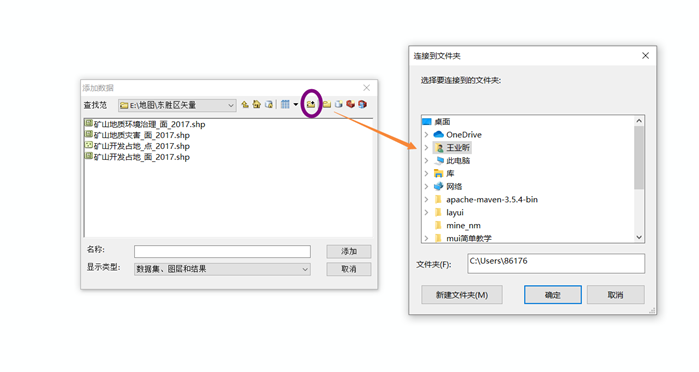 添加数据
查找范
E:\地图\东胜区矢量
矿山地质环境治理_面_2017.shp
矿山地质灾害_面_2017.shp
矿山开发占地_点_2017.shp
矿山开发占地_面_2017.shp
名称:
添加
显示类型:
数据集、图层和结果
取消
连接到文件夹
选择要连接到的文件夹:
桌面
OneDrive
王业昕
此电脑
库
网络
apache-maven-3.5.4-bin
layui
mine_nm
mui简单教学
文件夹(F):
C:\Users\86176
新建文件夹(M)
确定
取消